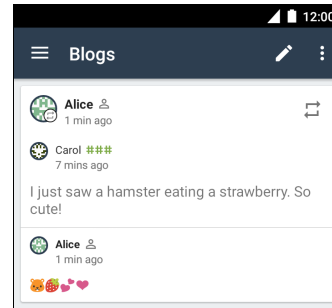 12:00
Blogs
Alice
1 min ago
Carol ###
7 mins ago
I just saw a hamster eating a strawberry. So
cute!
Alice
1 min ago
🐹🍓💕❤